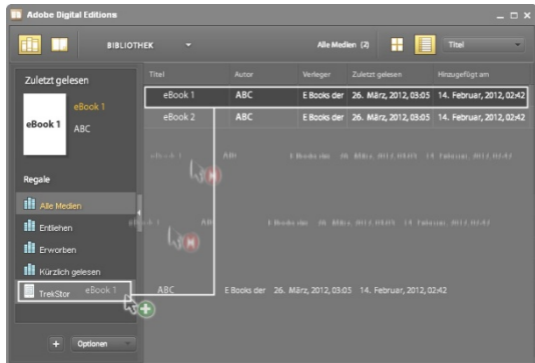 Adobe Digital Editions
BIBLIOTHEK
Alle Medien (2)
Titel
Zuletzt gelesen
eBook 1
eBook 1
ABC
Regale
Alle Medien
Entliehen
Erworben
Kürzlich gelesen
TrekStor
Optionen
Titel Autor Verleger Zuletzt gelesen Hinzugefügt am
eBook 1 ABC E Books der 26. März, 2012, 03:05 14. Februar, 2012, 02:42
eBook 2 ABC E Books der 26. März, 2012, 03:05 14. Februar, 2012, 02:42
eBook 1 ABC E Books der 26. März, 2012, 03:05 14. Februar, 2012, 02:42